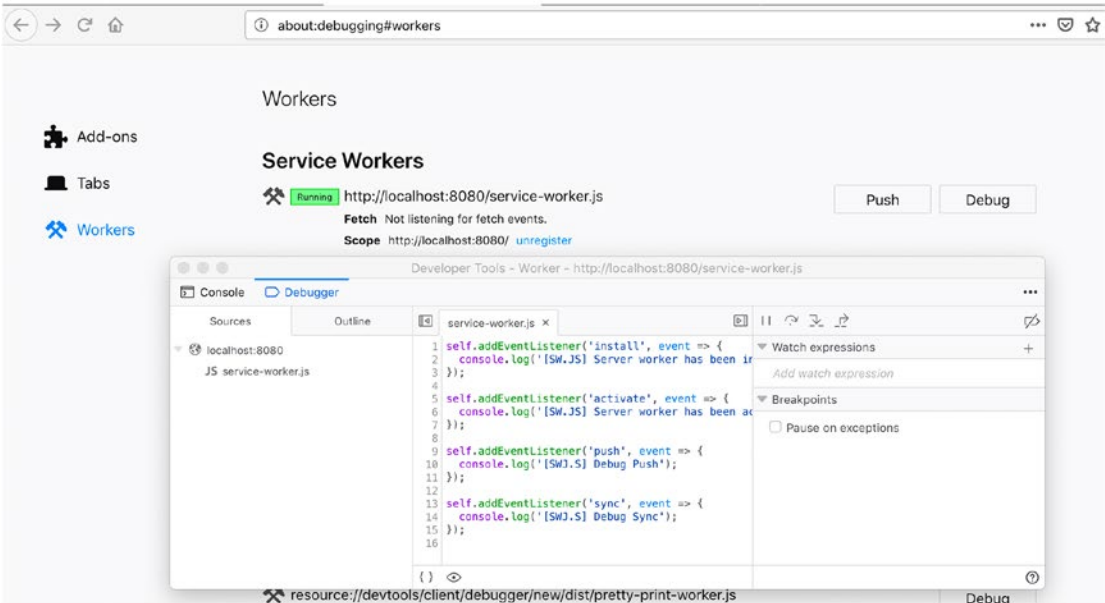 about:debugging#workers
Workers
Add-ons
Tabs
Workers
Service Workers
Running http://localhost:8080/service-worker.js
Push
Debug
Fetch Not listening for fetch events.
Scope http://localhost:8080/ unregister
Developer Tools - Worker - http://localhost:8080/service-worker.js
Console
Debugger
Sources
Outline
service-worker.js ×
localhost:8080
JS service-worker.js
1 self.addEventListener('install', event => {
2 console.log('[SW.JS] Server worker has been in
3 });
4
5 self.addEventListener('activate', event => {
6 console.log('[SW.JS] Server worker has been ac
7 });
8
9 self.addEventListener('push', event => {
10 console.log('[SWJ.S] Debug Push');
11 });
12
13 self.addEventListener('sync', event => {
14 console.log('[SWJ.S] Debug Sync');
15 });
16
{ }
Watch expressions
Add watch expression
Breakpoints
Pause on exceptions
resource://devtools/client/debugger/new/dist/pretty-print-worker.js
Debug